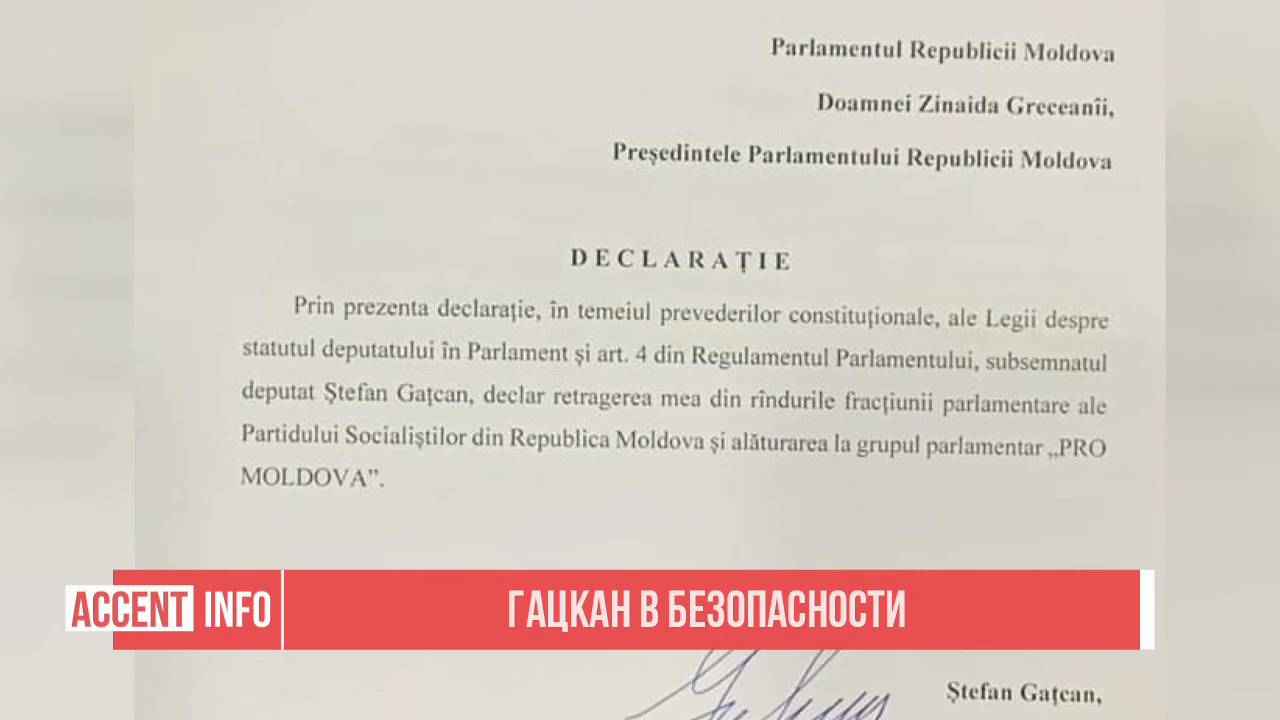 Parlamentul Republicii Moldova
Doamnei Zinaida Greceanîi,
Președintele Parlamentului Republicii Moldova
DECLARAȚIE
Prin prezenta declarație, în temeiul prevederilor constituționale, ale Legii despre
statutul deputatului în Parlament și art. 4 din Regulamentul Parlamentului, subsemnatul
deputat Ștefan Gațcan, declar retragerea mea din rîndurile fracțiunii parlamentare ale
Partidului Socialiștilor din Republica Moldova și alăturarea la grupul parlamentar „PRO
MOLDOVA”.
ACCENT INFO
ГАЦКАН В БЕЗОПАСНОСТИ
Ștefan Gațcan,